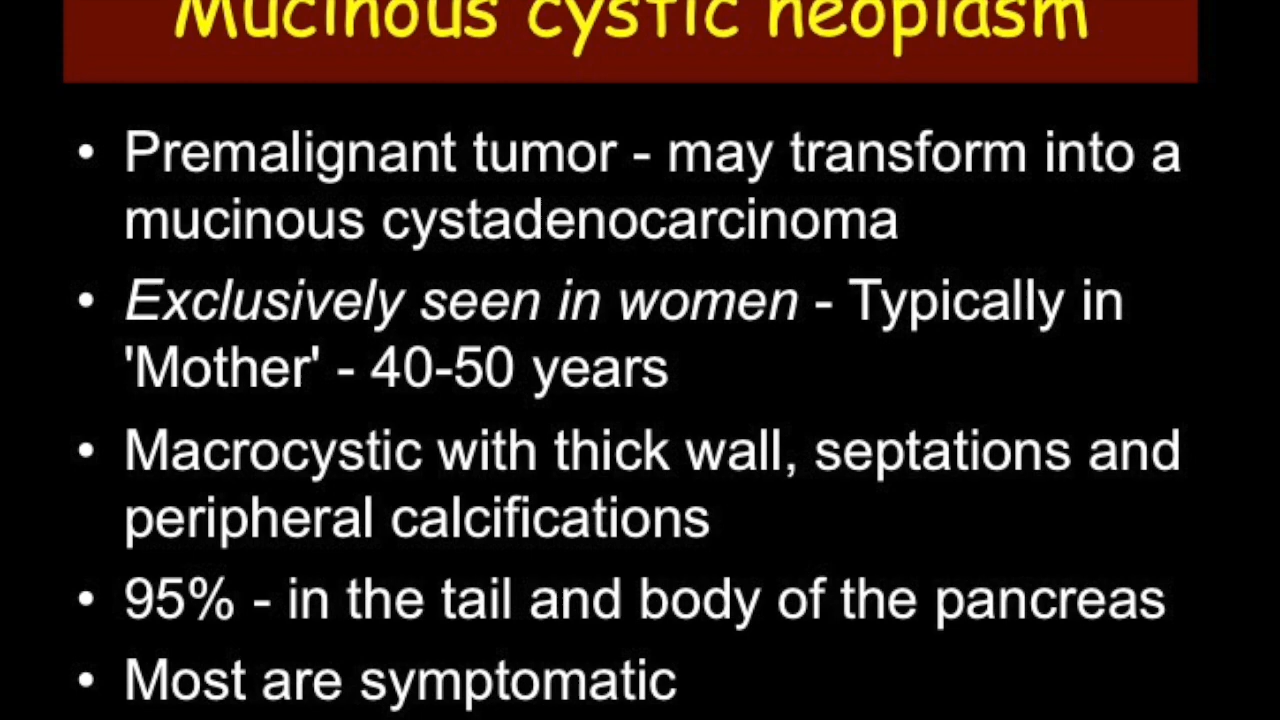 Mucinous cystic neoplasm
• Premalignant tumor - may transform into a
mucinous cystadenocarcinoma
• Exclusively seen in women - Typically in
'Mother' - 40-50 years
• Macrocystic with thick wall, septations and
peripheral calcifications
• 95% - in the tail and body of the pancreas
• Most are symptomatic